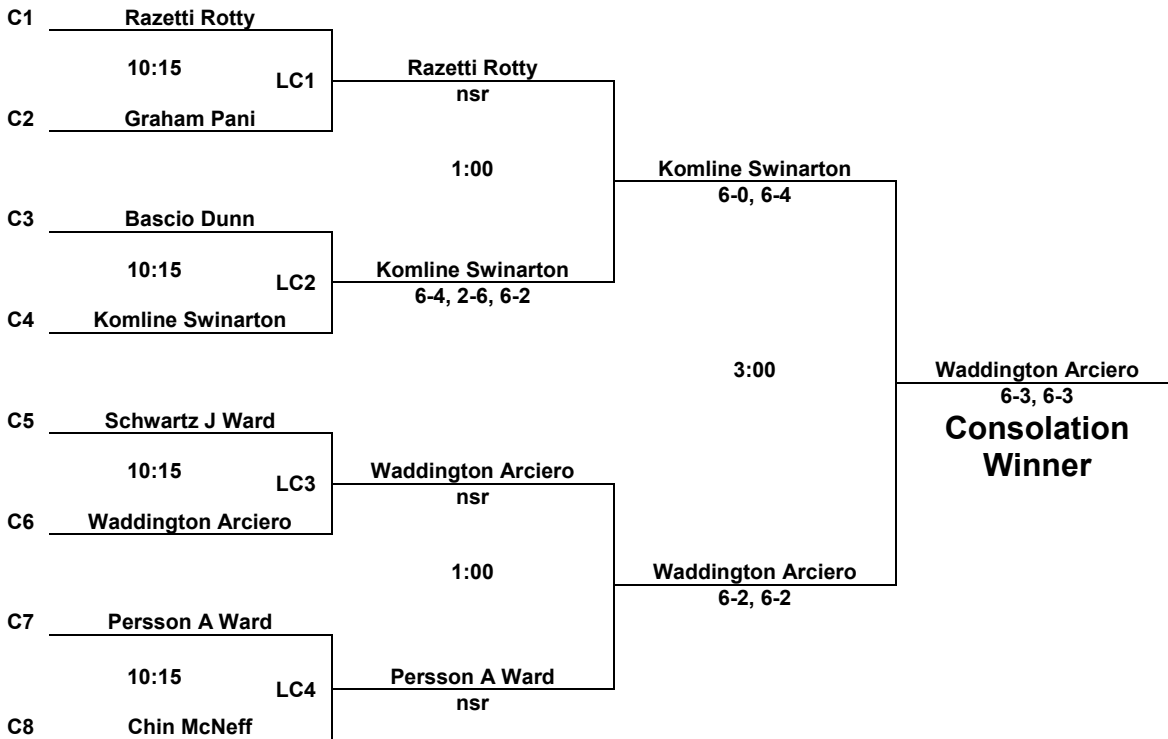 C1 Razetti Rotty
10:15 LC1 Razetti Rotty
nsr
C2 Graham Pani
1:00 Komline Swinarton
6-0, 6-4
C3 Bascio Dunn
10:15 LC2 Komline Swinarton
6-4, 2-6, 6-2
C4 Komline Swinarton
3:00 Waddington Arciero
6-3, 6-3
Consolation
Winner
C5 Schwartz J Ward
10:15 LC3 Waddington Arciero
nsr
C6 Waddington Arciero
1:00 Waddington Arciero
6-2, 6-2
C7 Persson A Ward
10:15 LC4 Persson A Ward
nsr
C8 Chin McNeff